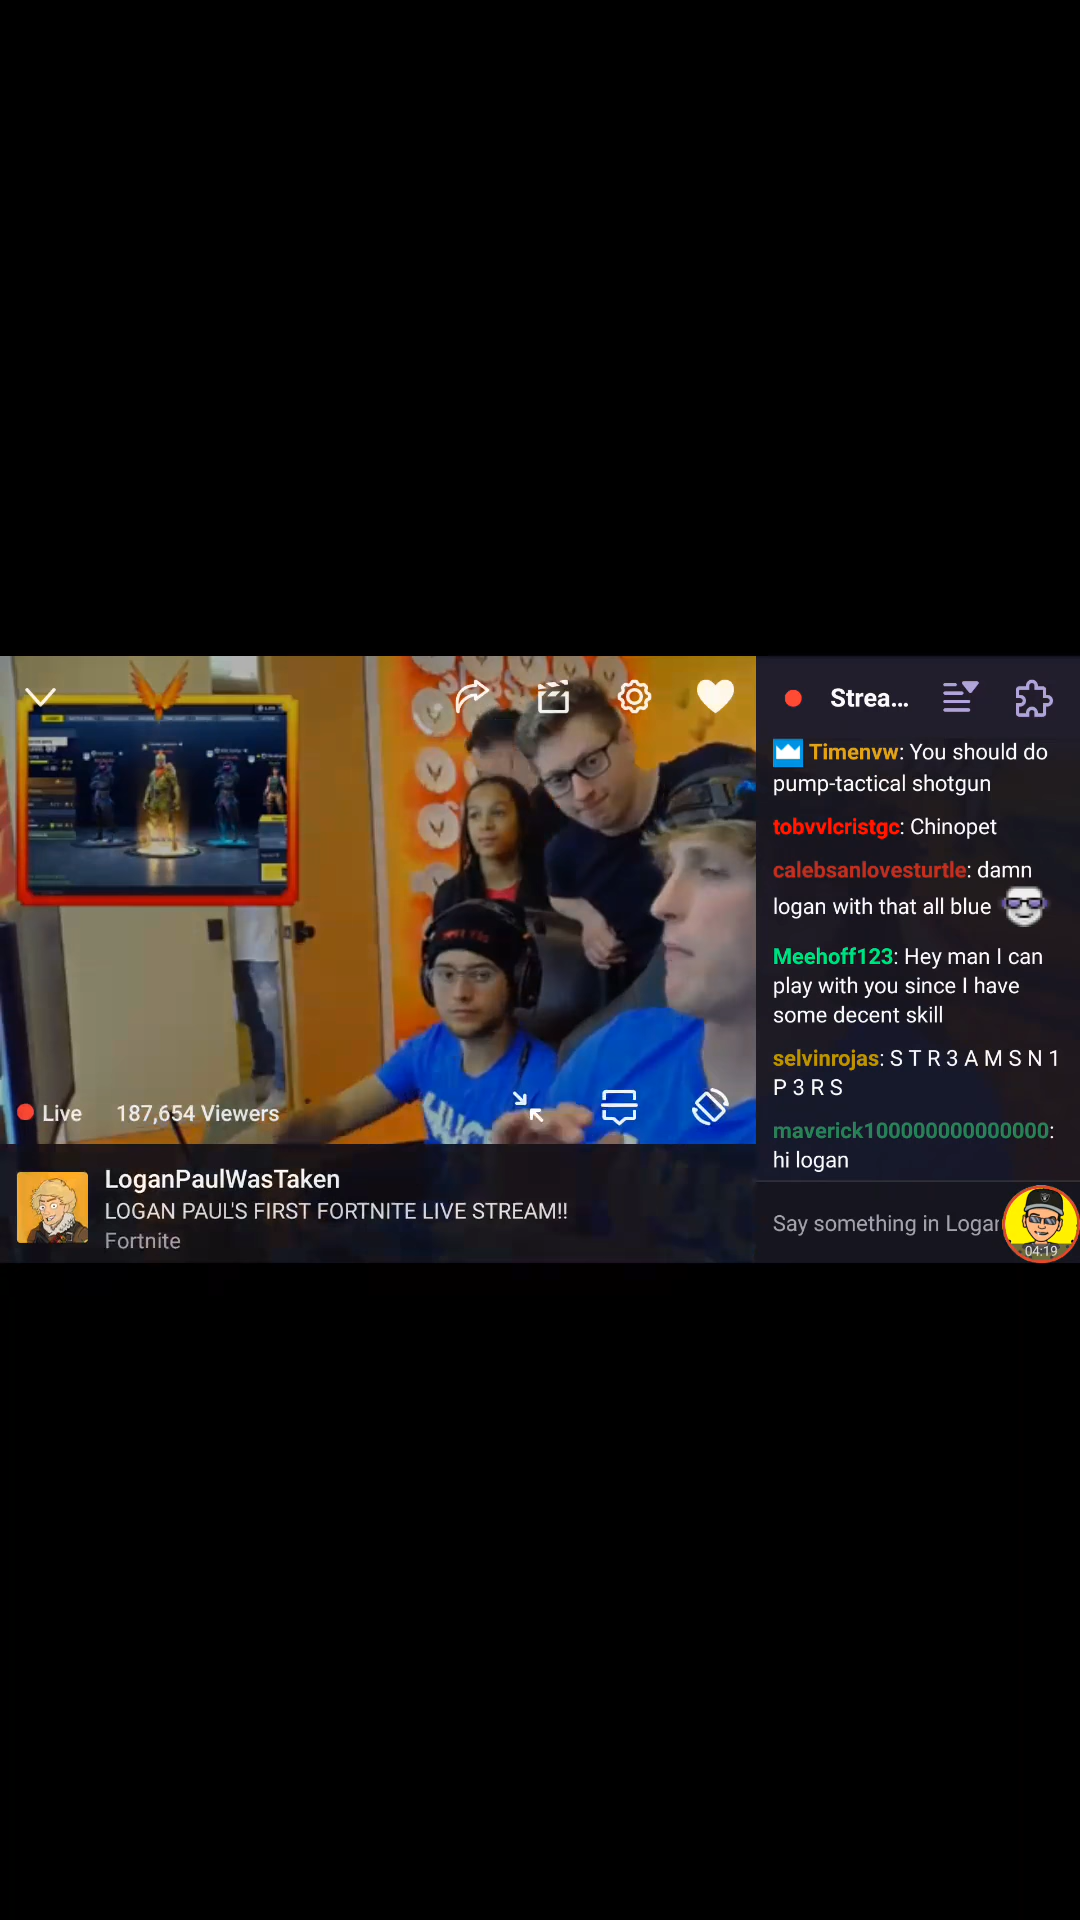 Strea...
Timenvw: You should do
pump-tactical shotgun
tobvvlcristgc: Chinopet
calebsanlovesturtle: damn
logan with that all blue
Meehoff123: Hey man I can
play with you since I have
some decent skill
selvinrojas: S T R 3 A M S N 1
P 3 R S
maverick100000000000000:
hi logan
Live 187,654 Viewers
LoganPaulWasTaken
LOGAN PAUL'S FIRST FORTNITE LIVE STREAM!!
Fortnite
Say something in Logan
04:19